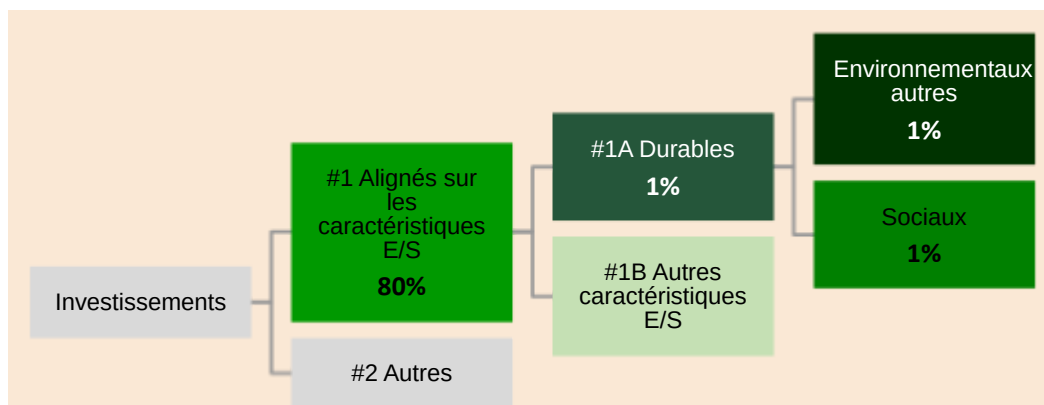 Investissements
#1 Alignés sur
les
caractéristiques
E/S
80%
#2 Autres
#1A Durables
1%
#1B Autres
caractéristiques
E/S
Environnementaux
autres
1%
Sociaux
1%